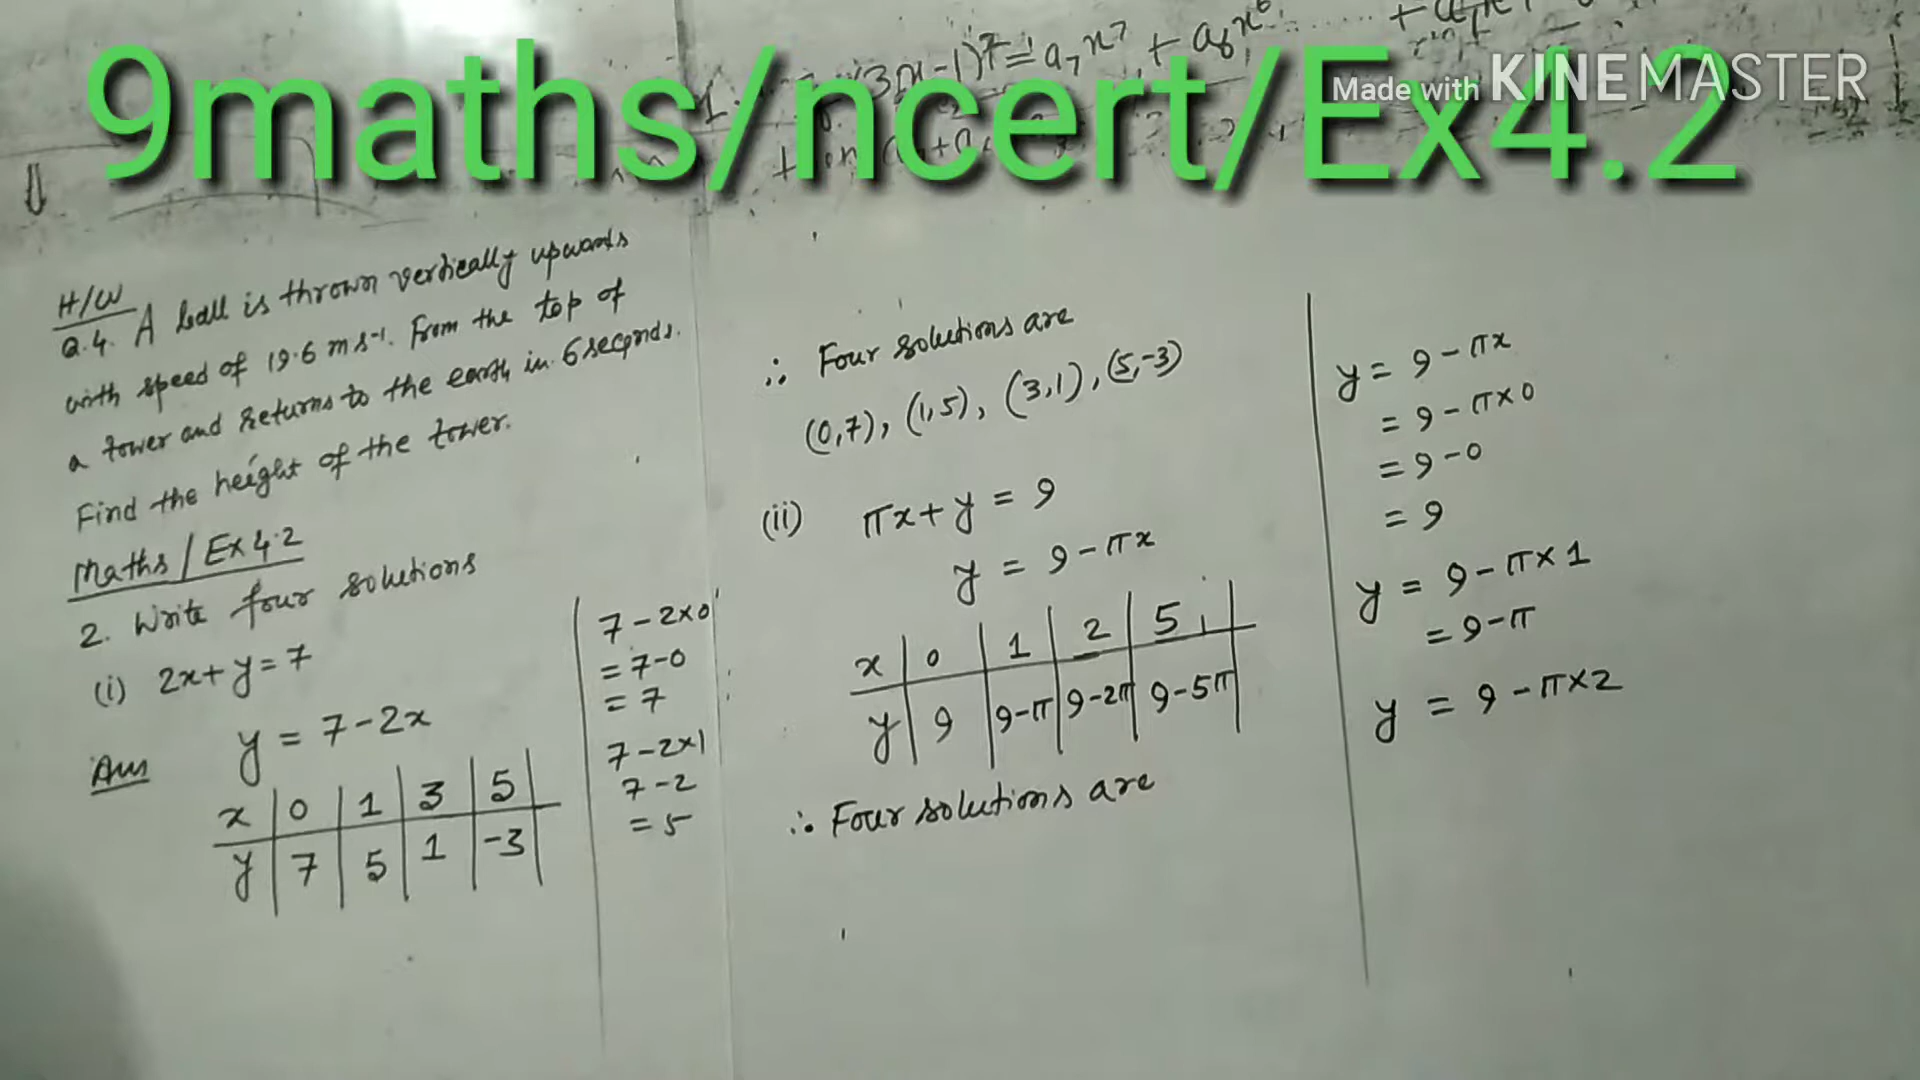 9maths/ncert/Ex4.2
Made with KINEMASTER
(3x-1)⁷ = a₇x⁷ + a₆x⁶
H/W
Q.4. A ball is thrown vertically upwards
with speed of 19.6 m s⁻¹. From the top of
a tower and returns to the earth in 6 seconds.
Find the height of the tower.
Maths / Ex 4.2
2. Write four solutions
(i) 2x + y = 7
Ans y = 7 - 2x
x | 0 | 1 | 3 | 5
y | 7 | 5 | 1 | -3
7 - 2×0
= 7-0
= 7
7 - 2×1
7 - 2
= 5
∴ Four solutions are
(0,7), (1,5), (3,1), (5,-3)
(ii) πx + y = 9
y = 9 - πx
x | 0 | 1 | 2 | 5
y | 9 | 9-π | 9-2π | 9-5π
∴ Four solutions are
y = 9 - πx
= 9 - π×0
= 9 - 0
= 9
y = 9 - π×1
= 9 - π
y = 9 - π×2